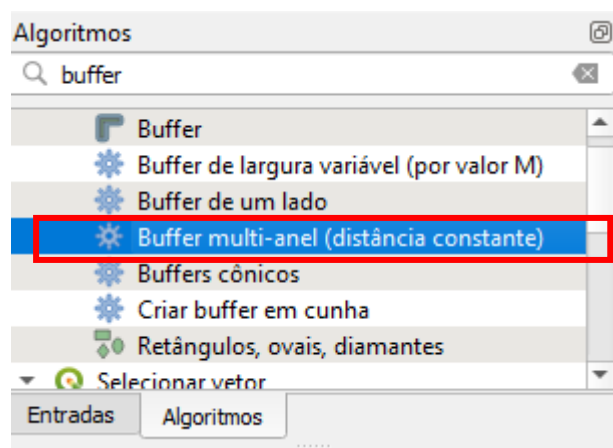 Algoritmos
buffer
Buffer
Buffer de largura variável (por valor M)
Buffer de um lado
Buffer multi-anel (distância constante)
Buffers cônicos
Criar buffer em cunha
Retângulos, ovais, diamantes
Selecionar vetor
Entradas Algoritmos